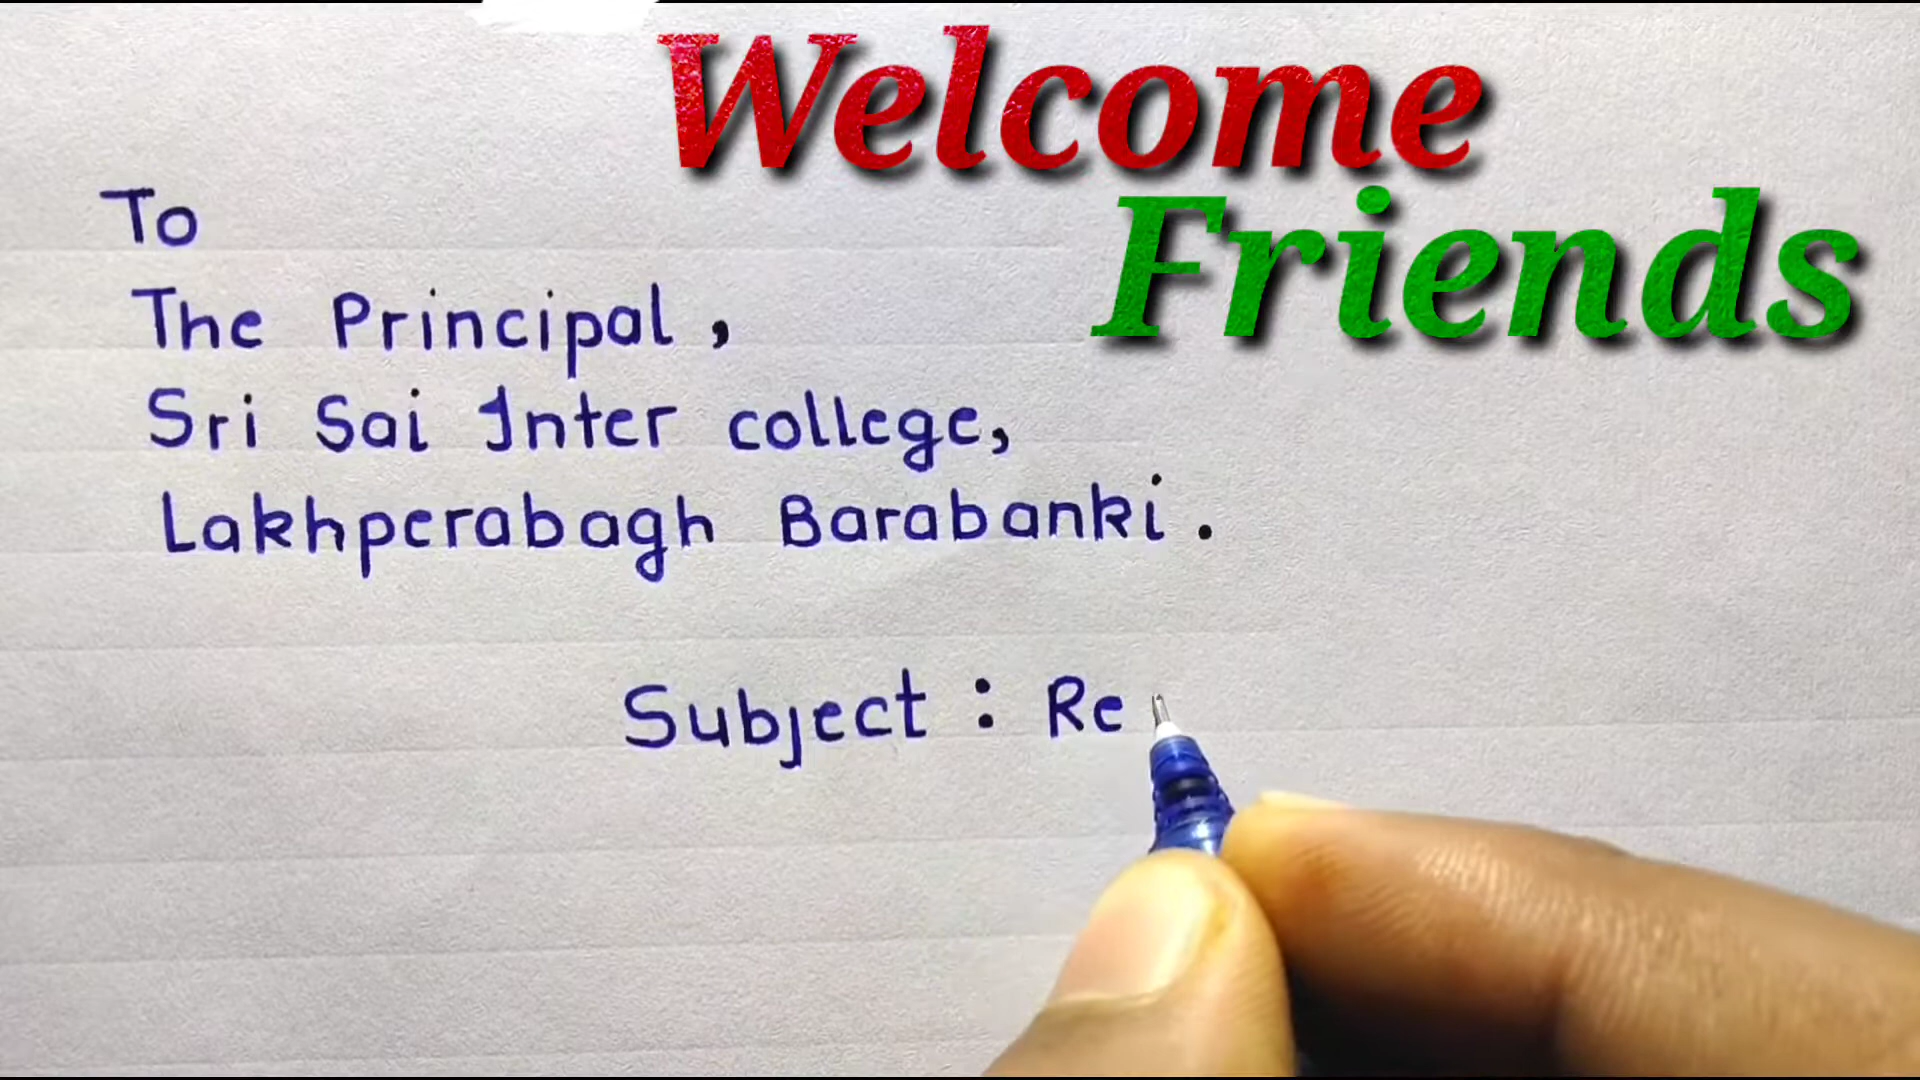 Welcome
Friends
To
The Principal,
Sri Sai Inter college,
Lakhperabagh Barabanki.
Subject : Re